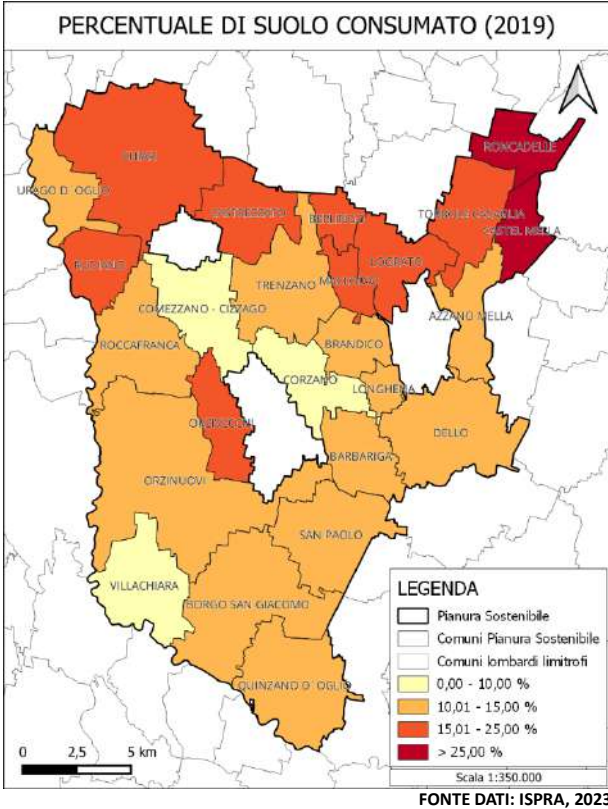 PERCENTUALE DI SUOLO CONSUMATO (2019)
RONCADELLE
CHIARI
URAGO D' OGLIO
CASTREZZATO
BERLINGO
TORBOLE CASAGLIA
CASTEL MELLA
RUDIANO
LOGRATO
MACLODIO
TRENZANO
COMEZZANO - CIZZAGO
AZZANO MELLA
ROCCAFRANCA
BRANDICO
CORZANO
LONGHENA
ORZIVECCHI
DELLO
BARBARIGA
ORZINUOVI
SAN PAOLO
VILLACHIARA
BORGO SAN GIACOMO
QUINZANO D' OGLIO
LEGENDA
Pianura Sostenibile
Comuni Pianura Sostenibile
Comuni lombardi limitrofi
0,00 - 10,00 %
10,01 - 15,00 %
15,01 - 25,00 %
> 25,00 %
0 2,5 5 km
Scala 1:350.000
FONTE DATI: ISPRA, 2023